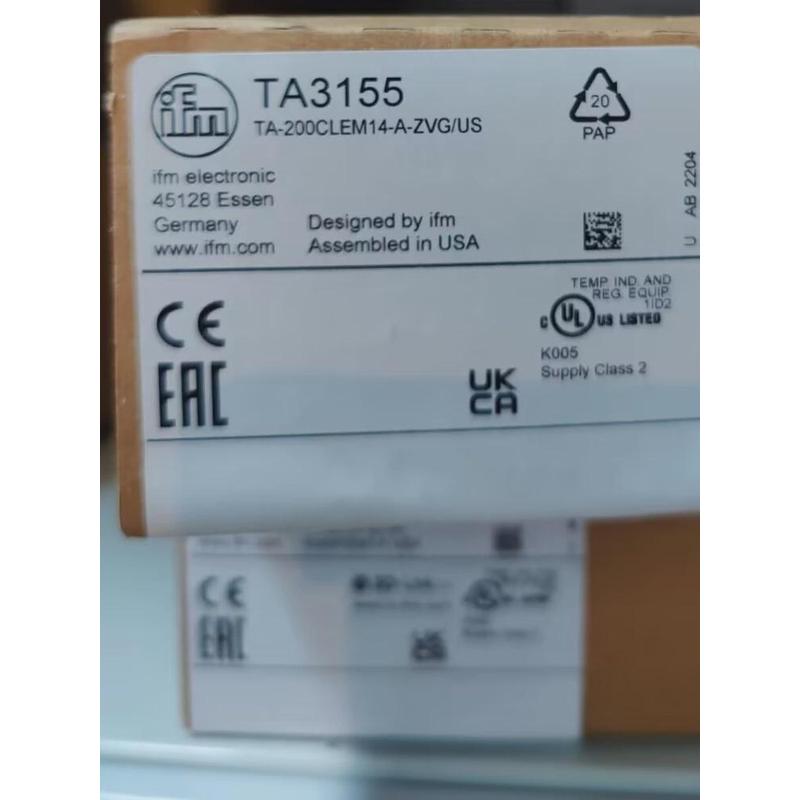 ifm
TA3155
TA-200CLEM14-A-ZVG/US
20
PAP
ifm electronic
45128 Essen
Germany
www.ifm.com
Designed by ifm
Assembled in USA
U AB 2204
CE
EAC
UK
CA
TEMP. IND. AND
REG. EQUIP.
1ID2
c UL US LISTED
K005
Supply Class 2
CE
EAC
UK
CA